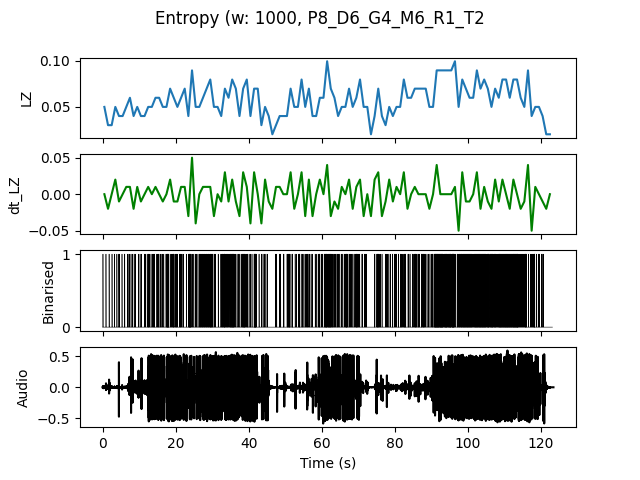 Entropy (w: 1000, P8_D6_G4_M6_R1_T2
0.10
0.05
LZ
0.05
0.00
−0.05
dt_LZ
1
0
Binarised
0.5
0.0
−0.5
Audio
0 20 40 60 80 100 120
Time (s)